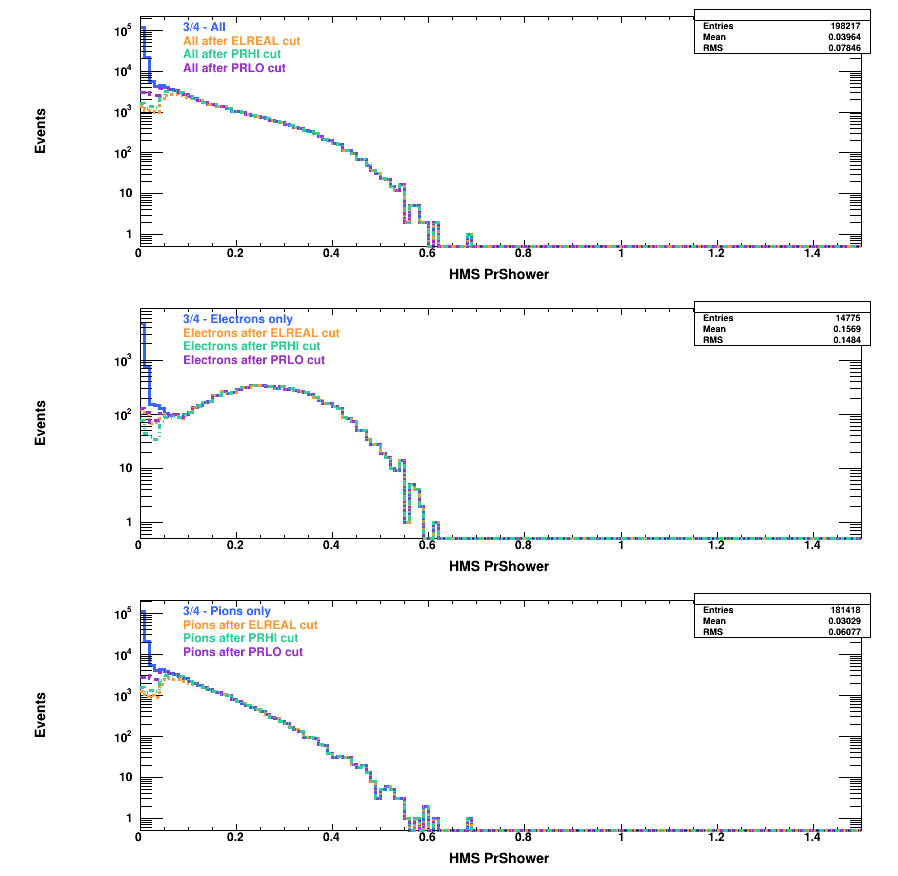 3/4 - All
All after ELREAL cut
All after PRHI cut
All after PRLO cut
Entries 198217
Mean 0.03964
RMS 0.07846
10^5
10^4
10^3
10^2
10
1
Events
0 0.2 0.4 0.6 0.8 1 1.2 1.4
HMS PrShower
3/4 - Electrons only
Electrons after ELREAL cut
Electrons after PRHI cut
Electrons after PRLO cut
Entries 14775
Mean 0.1569
RMS 0.1484
10^3
10^2
10
1
Events
0 0.2 0.4 0.6 0.8 1 1.2 1.4
HMS PrShower
3/4 - Pions only
Pions after ELREAL cut
Pions after PRHI cut
Pions after PRLO cut
Entries 181418
Mean 0.03029
RMS 0.06077
10^5
10^4
10^3
10^2
10
1
Events
0 0.2 0.4 0.6 0.8 1 1.2 1.4
HMS PrShower